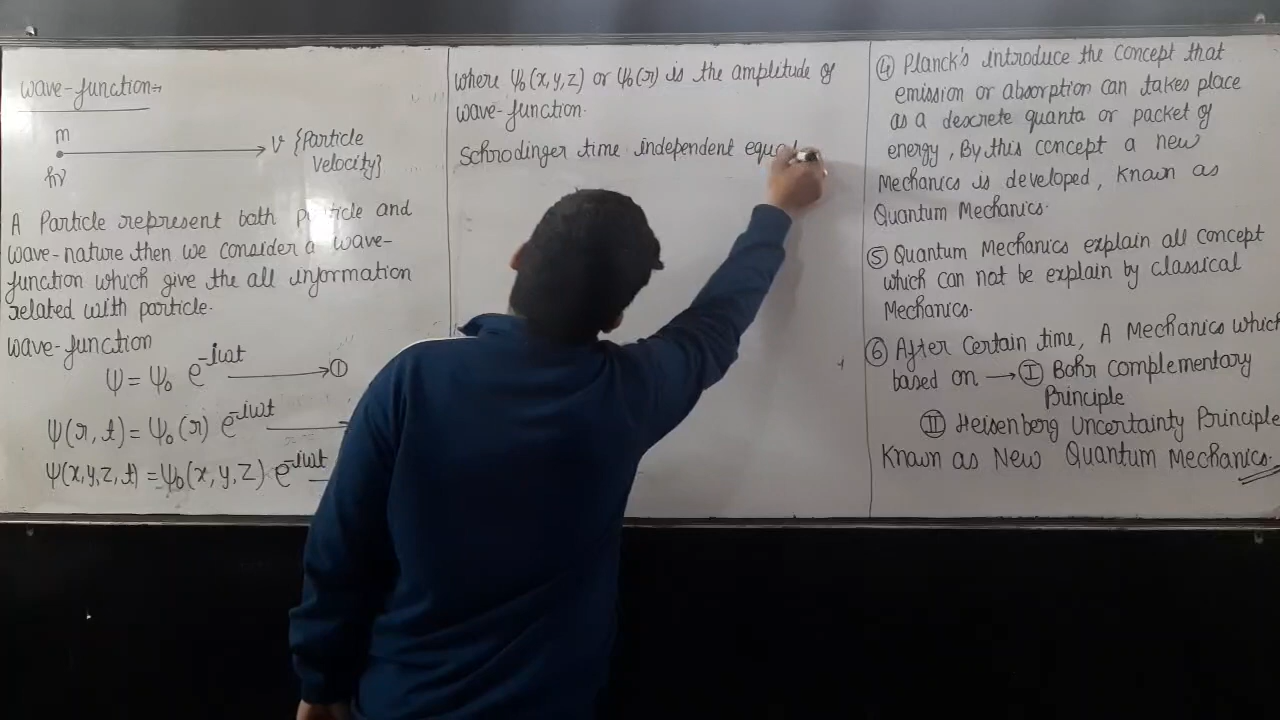 wave-function→
m
v {Particle
velocity}
hν
A Particle represent both particle and
wave-nature then we consider a wave-
function which give the all information
related with particle.
wave-function
ψ = ψ₀ e^-iωt → ①
ψ(r, t) = ψ₀(r) e^-iωt
ψ(x,y,z, t) = ψ₀(x, y, z) e^-iωt
where ψ₀(x,y,z) or ψ₀(r) is the amplitude of
wave-function.
Schrodinger time independent equat
④ Planck's introduce the concept that
emission or absorption can takes place
as a descrete quanta or packet of
energy, By this concept a new
Mechanics is developed, known as
Quantum Mechanics.
⑤ Quantum Mechanics explain all concept
which can not be explain by classical
Mechanics.
⑥ After Certain time, A Mechanics which
based on → Ⓘ Bohr complementary
Principle
Ⅱ Heisenberg Uncertainty Principle
Known as New Quantum Mechanics.